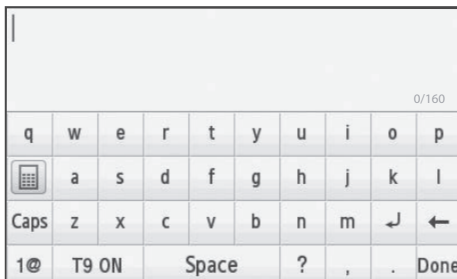 0/160
q w e r t y u i o p
a s d f g h j k l
Caps z x c v b n m
1@ T9 ON Space ? , . Done